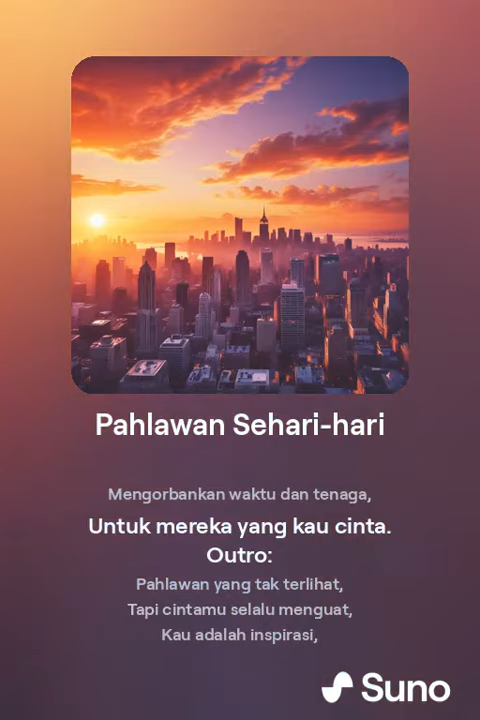 Pahlawan Sehari-hari
Mengorbankan waktu dan tenaga,
Untuk mereka yang kau cinta.
Outro:
Pahlawan yang tak terlihat,
Tapi cintamu selalu menguat,
Kau adalah inspirasi,
Suno